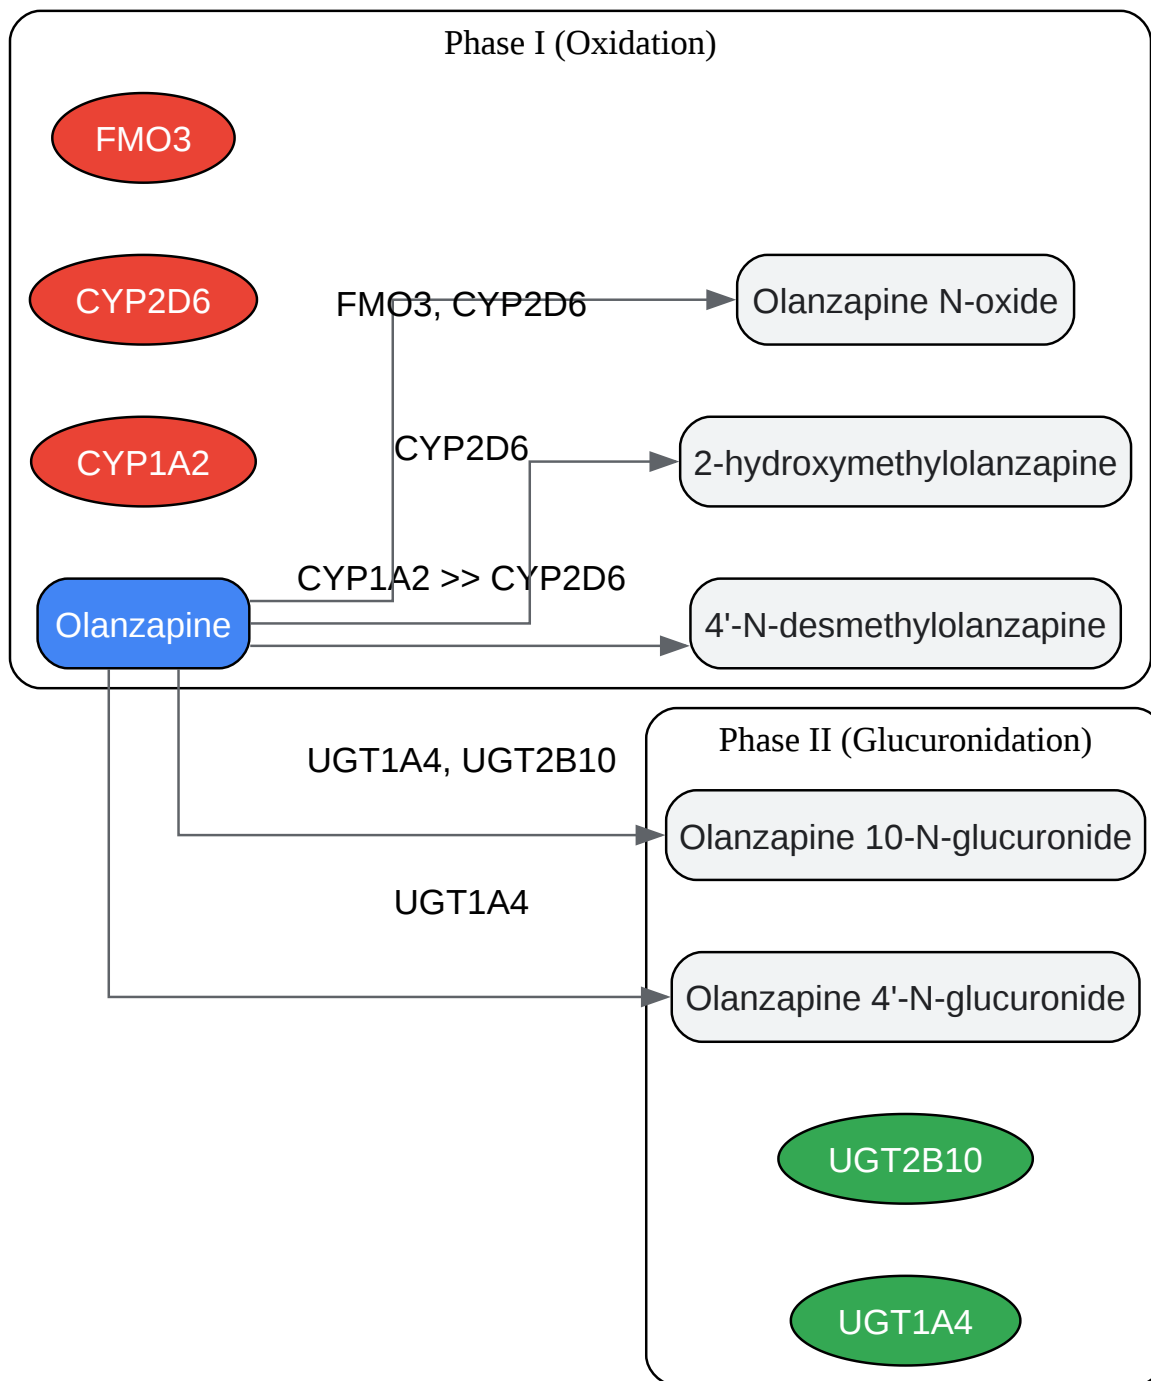 Phase I (Oxidation)
FMO3
CYP2D6
FMO3, CYP2D6
Olanzapine N-oxide
CYP1A2
CYP2D6
2-hydroxymethylolanzapine
Olanzapine
CYP1A2 >> CYP2D6
4'-N-desmethylolanzapine
Phase II (Glucuronidation)
UGT1A4, UGT2B10
Olanzapine 10-N-glucuronide
UGT1A4
Olanzapine 4'-N-glucuronide
UGT2B10
UGT1A4